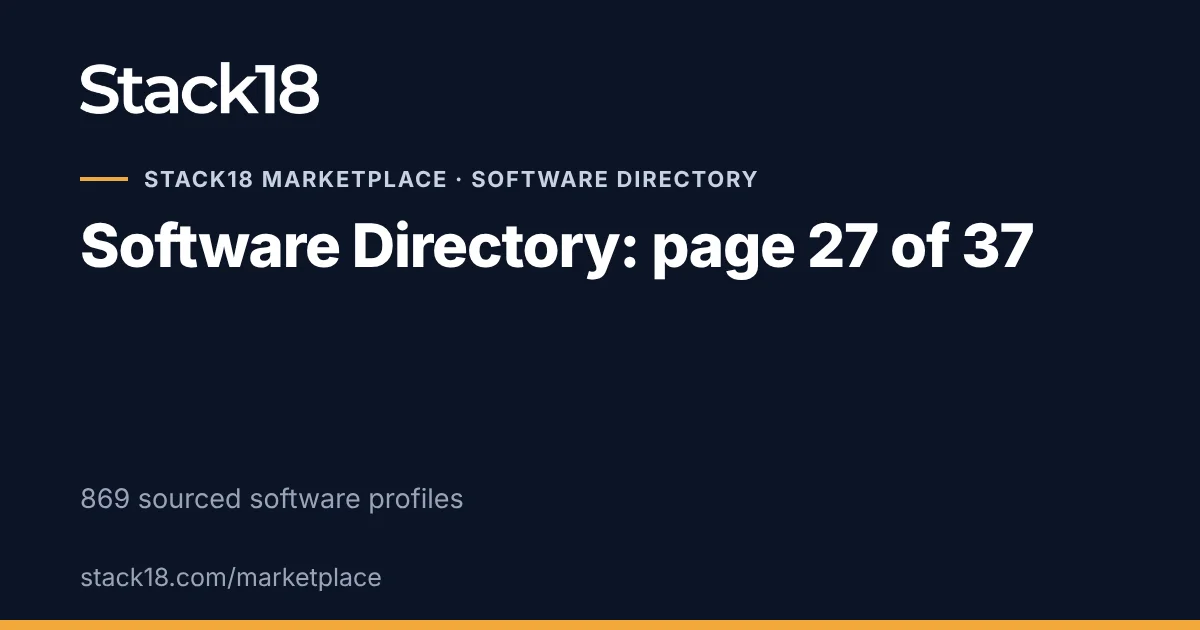 Stack18
STACK18 MARKETPLACE · SOFTWARE DIRECTORY
Software Directory: page 27 of 37
869 sourced software profiles
stack18.com/marketplace